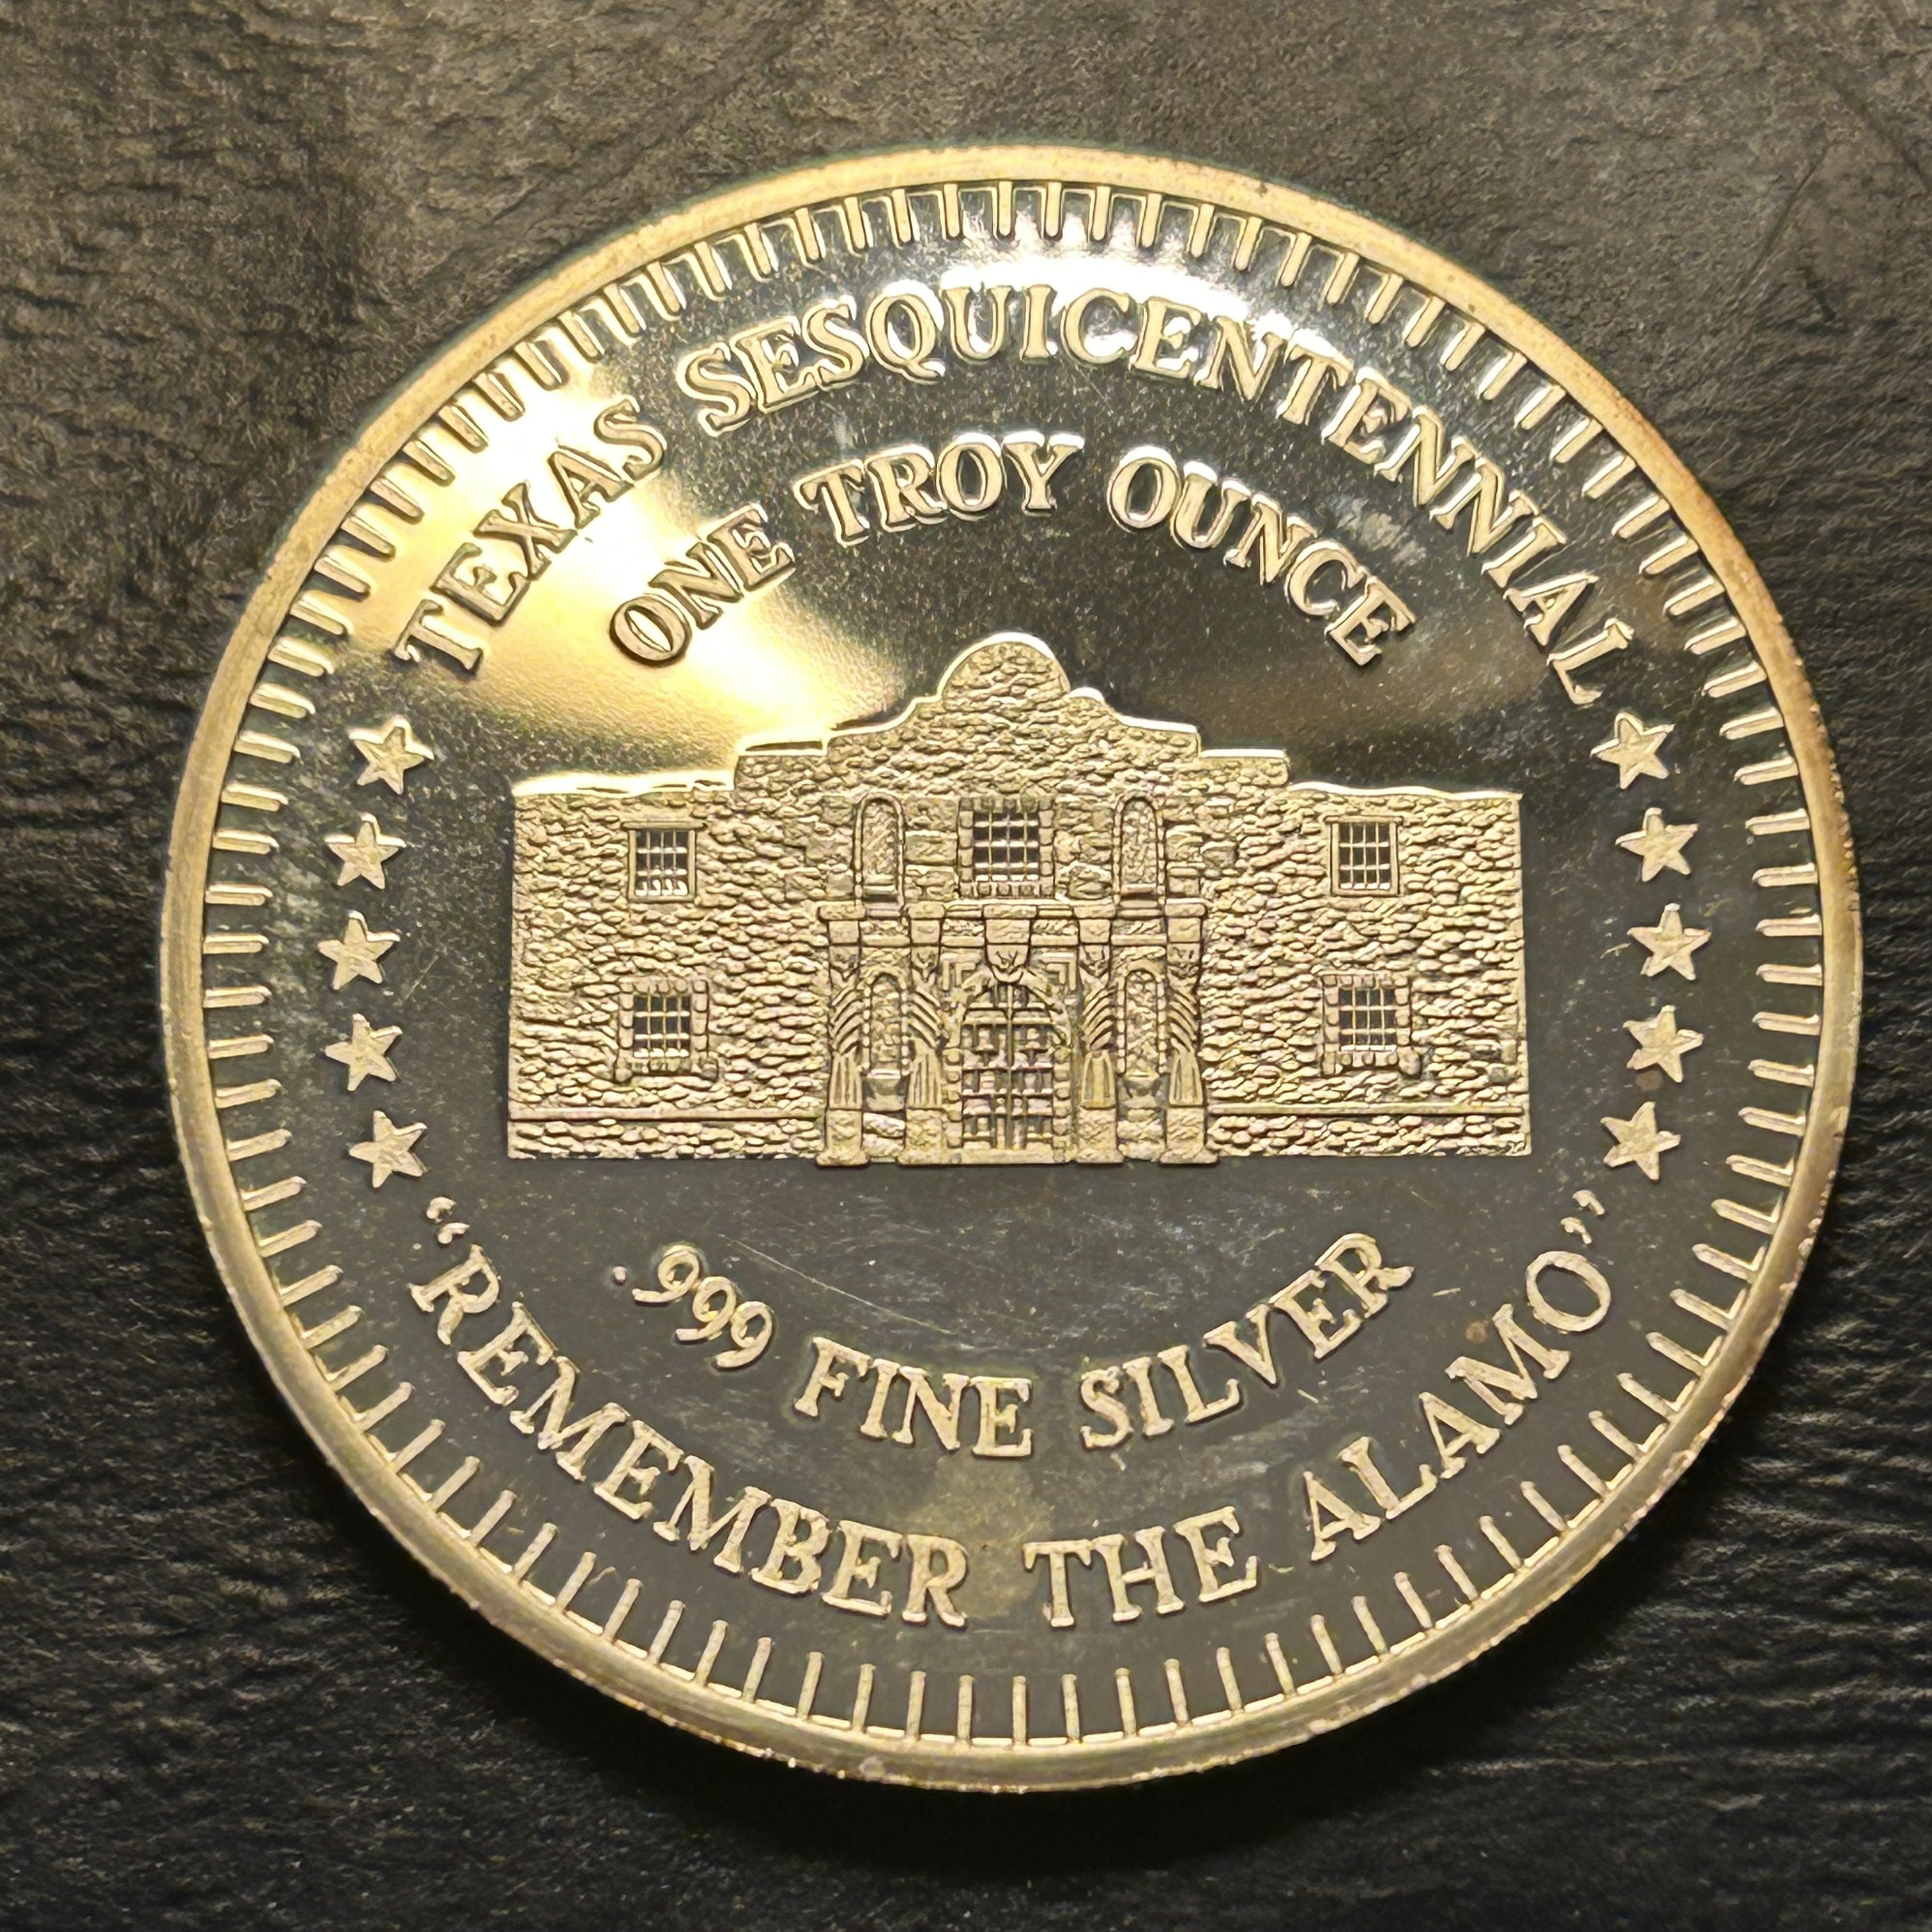 TEXAS SESQUICENTENNIAL
ONE TROY OUNCE
.999 FINE SILVER
“REMEMBER THE ALAMO”